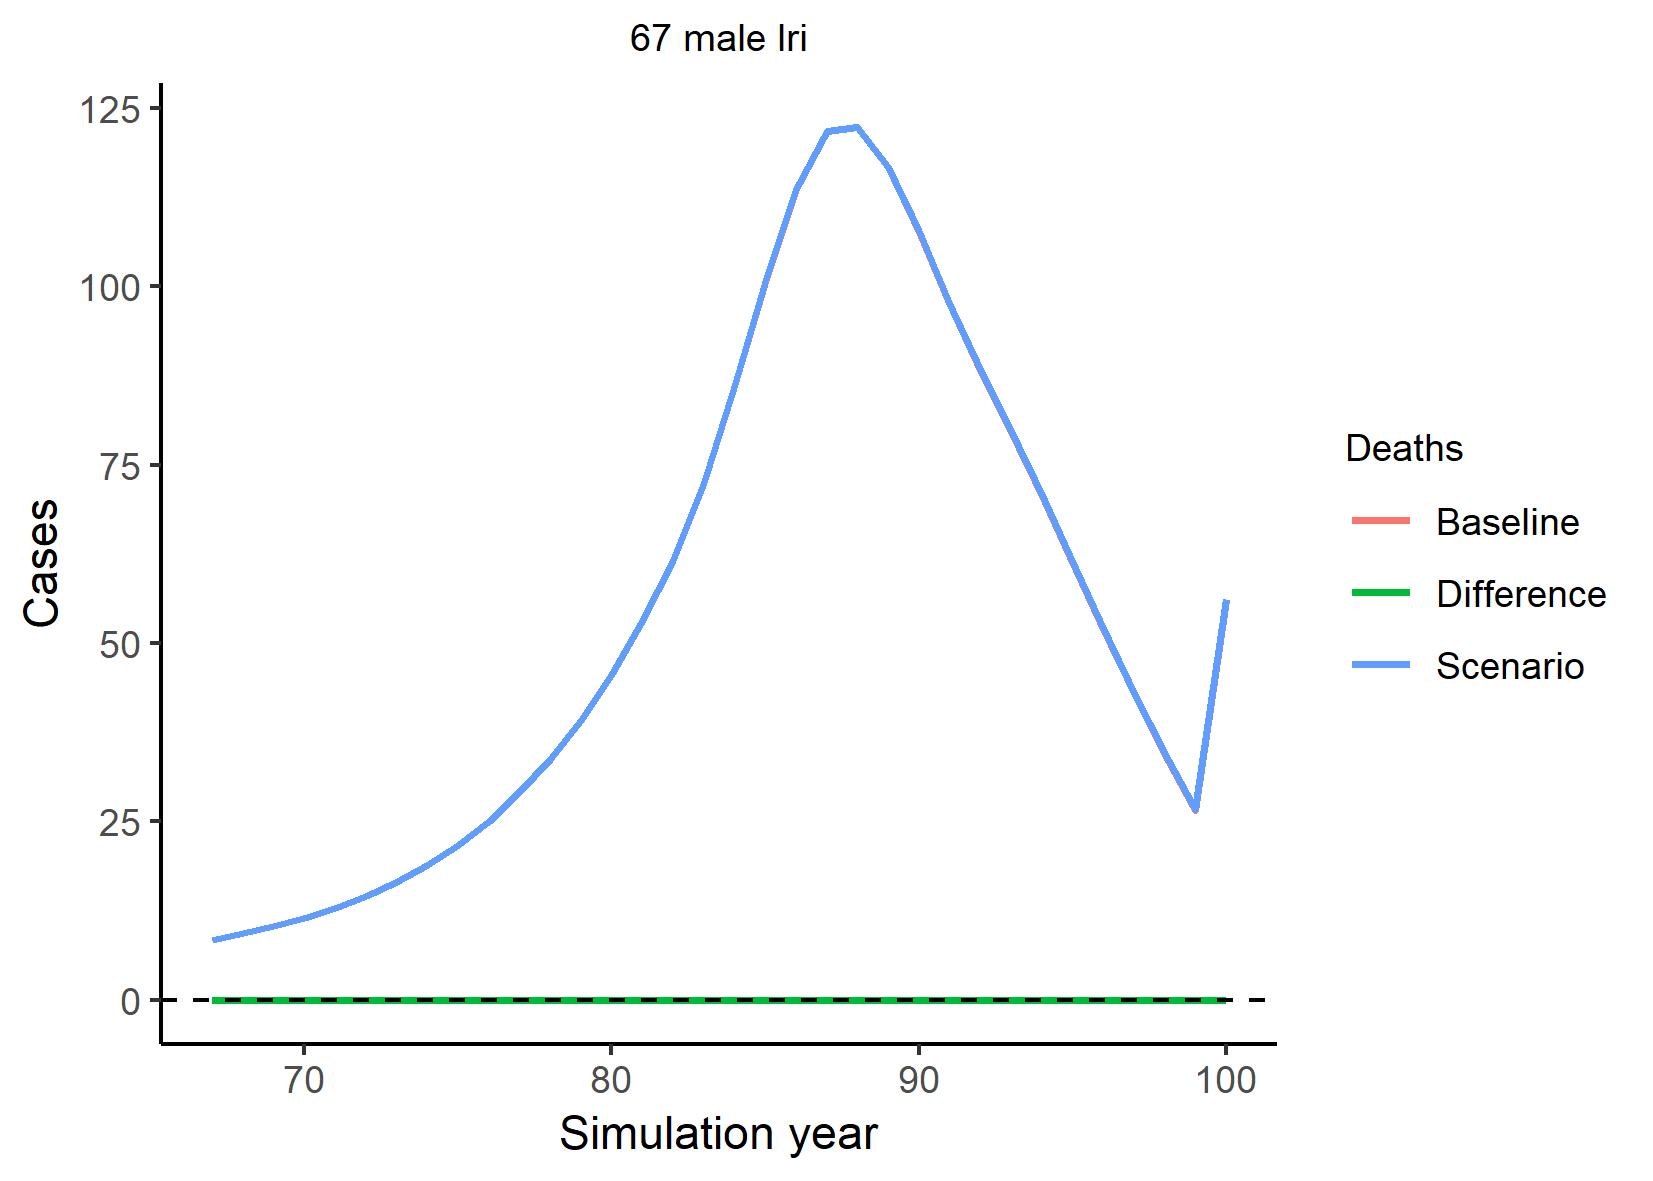 67 male lri
Cases
125
100
75
50
25
0
70 80 90 100
Simulation year
Deaths
Baseline
Difference
Scenario